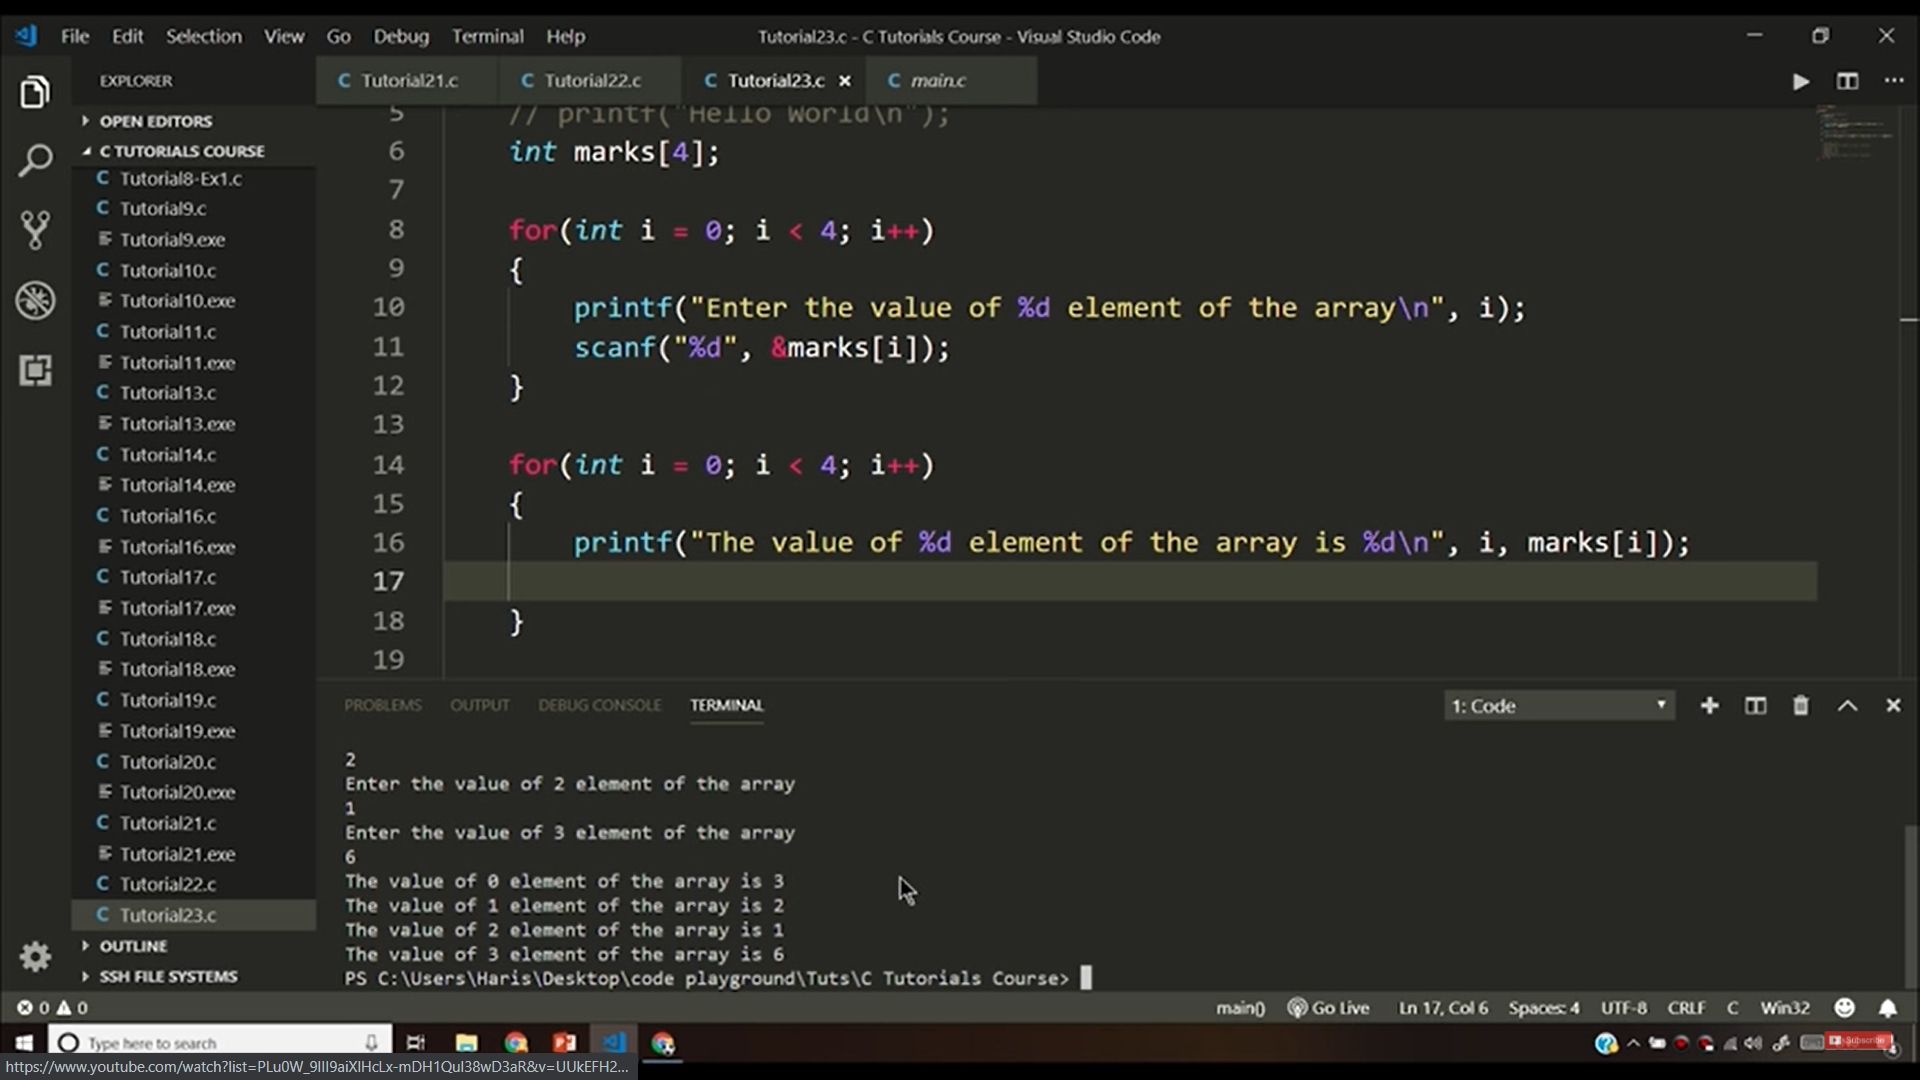 File Edit Selection View Go Debug Terminal Help Tutorial23.c - C Tutorials Course - Visual Studio Code
EXPLORER
Tutorial21.c Tutorial22.c Tutorial23.c main.c
OPEN EDITORS
C TUTORIALS COURSE
Tutorial8-Ex1.c
Tutorial9.c
Tutorial9.exe
Tutorial10.c
Tutorial10.exe
Tutorial11.c
Tutorial11.exe
Tutorial13.c
Tutorial13.exe
Tutorial14.c
Tutorial14.exe
Tutorial16.c
Tutorial16.exe
Tutorial17.c
Tutorial17.exe
Tutorial18.c
Tutorial18.exe
Tutorial19.c
Tutorial19.exe
Tutorial20.c
Tutorial20.exe
Tutorial21.c
Tutorial21.exe
Tutorial22.c
Tutorial23.c
OUTLINE
SSH FILE SYSTEMS
5 // printf("Hello World\n");
6 int marks[4];
7
8 for(int i = 0; i < 4; i++)
9 {
10 printf("Enter the value of %d element of the array\n", i);
11 scanf("%d", &marks[i]);
12 }
13
14 for(int i = 0; i < 4; i++)
15 {
16 printf("The value of %d element of the array is %d\n", i, marks[i]);
17
18 }
19
PROBLEMS OUTPUT DEBUG CONSOLE TERMINAL 1: Code
2
Enter the value of 2 element of the array
1
Enter the value of 3 element of the array
6
The value of 0 element of the array is 3
The value of 1 element of the array is 2
The value of 2 element of the array is 1
The value of 3 element of the array is 6
PS C:\Users\Haris\Desktop\code playground\Tuts\C Tutorials Course>
0 0 main() Go Live Ln 17, Col 6 Spaces: 4 UTF-8 CRLF C Win32
Type here to search
Subscribe